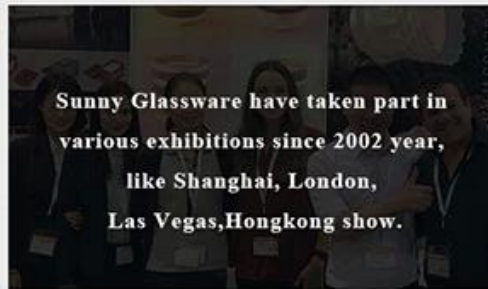 Sunny Glassware have taken part in
various exhibitions since 2002 year,
like Shanghai, London,
Las Vegas,Hongkong show.